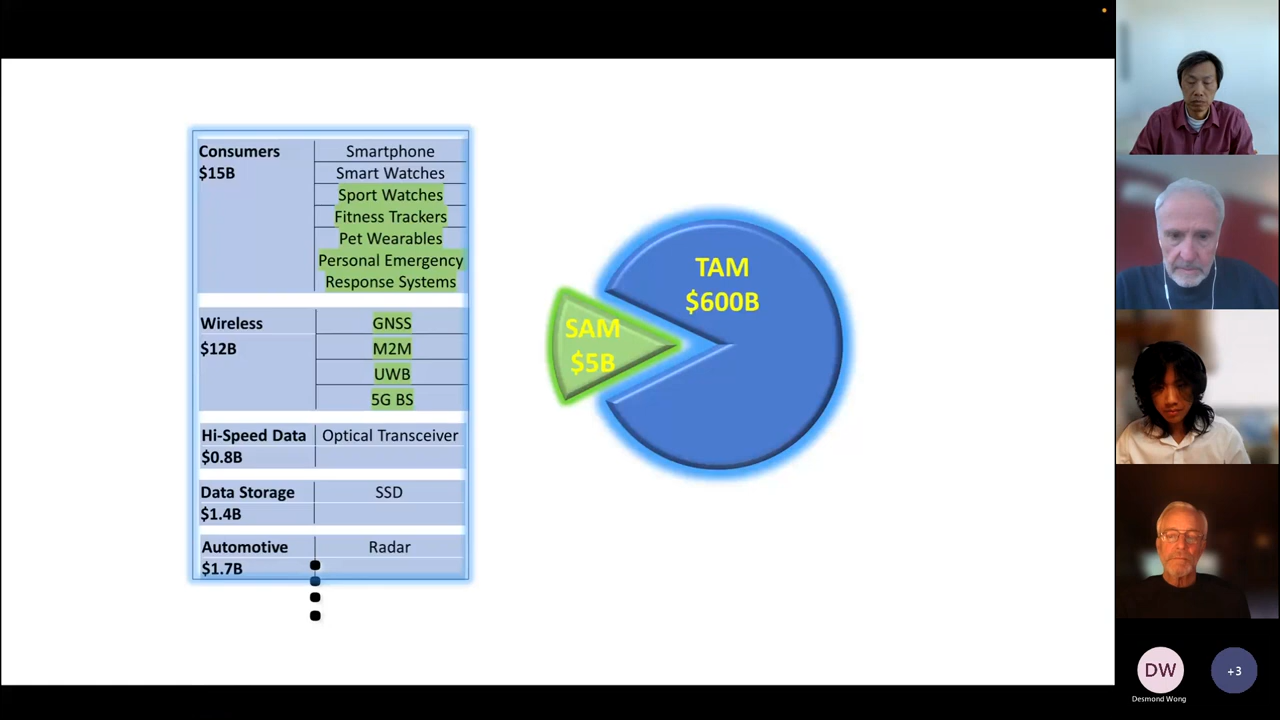 Consumers
$15B
Smartphone
Smart Watches
Sport Watches
Fitness Trackers
Pet Wearables
Personal Emergency
Response Systems
Wireless
$12B
GNSS
M2M
UWB
5G BS
Hi-Speed Data
$0.8B
Optical Transceiver
Data Storage
$1.4B
SSD
Automotive
$1.7B
Radar
TAM
$600B
SAM
$5B
DW
Desmond Wong
+3